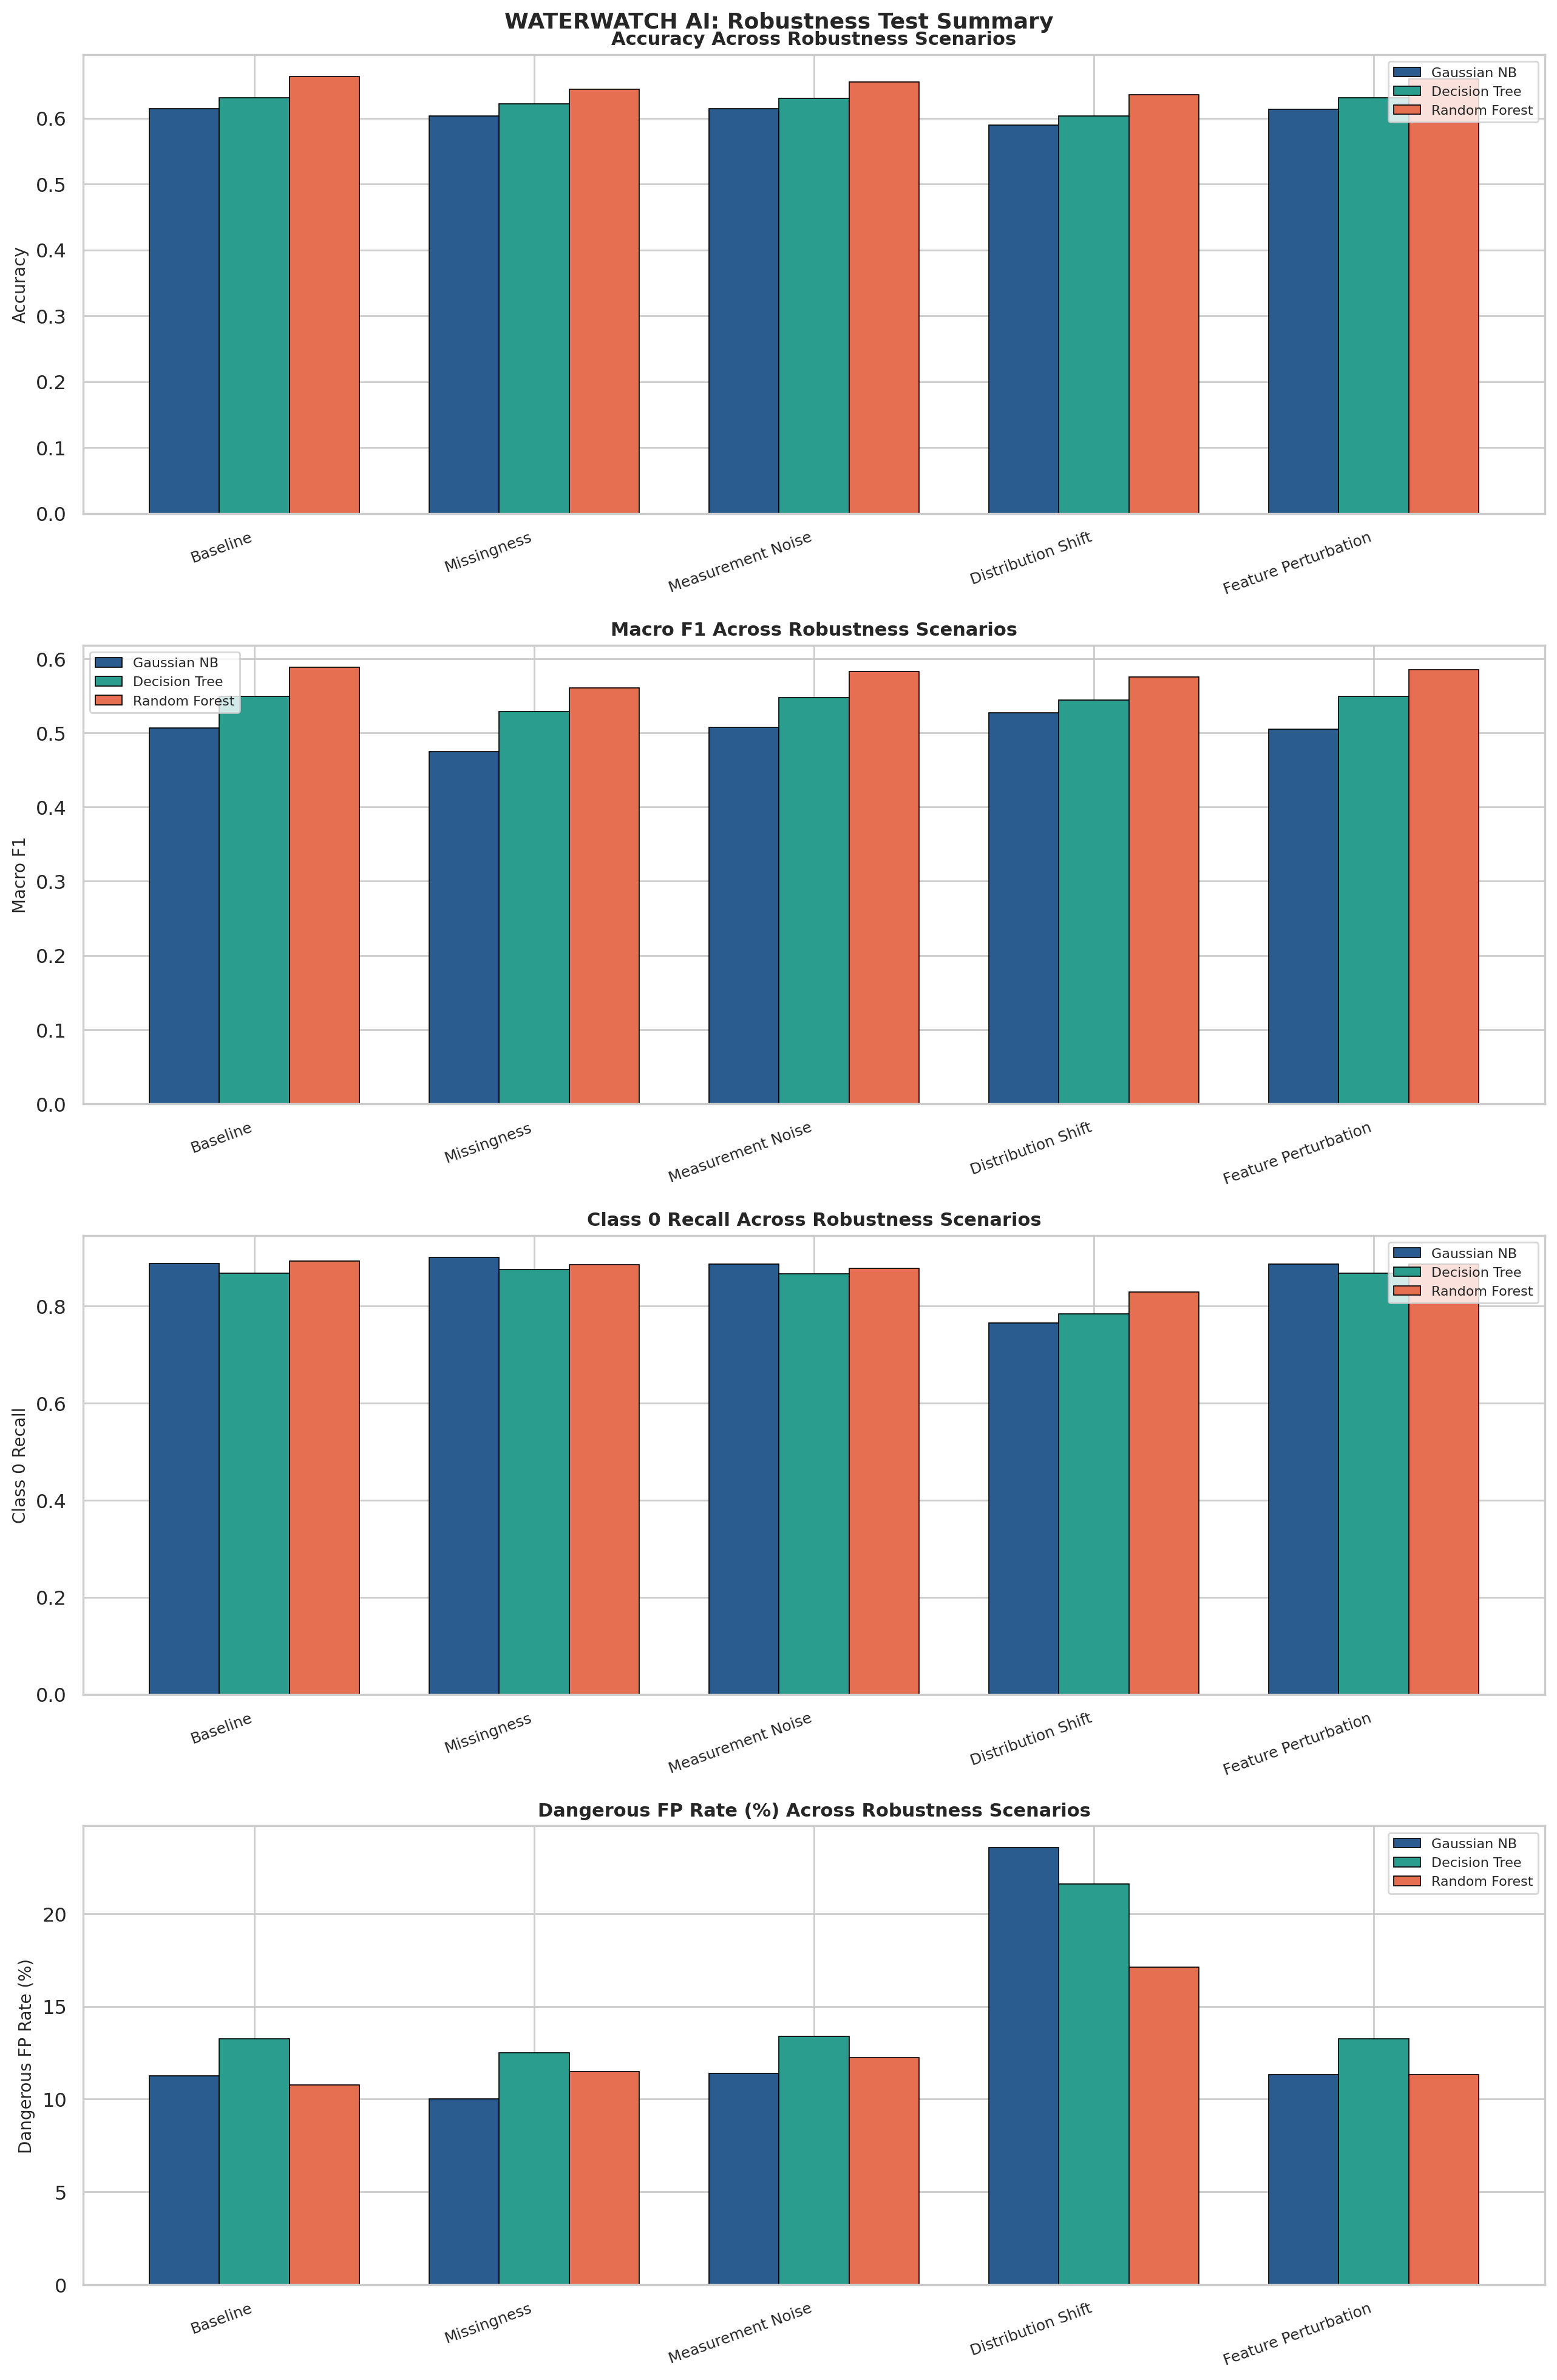 WATERWATCH AI: Robustness Test Summary
Accuracy Across Robustness Scenarios
Gaussian NB
Decision Tree
Random Forest
Accuracy
0.6
0.5
0.4
0.3
0.2
0.1
0.0
Baseline
Missingness
Measurement Noise
Distribution Shift
Feature Perturbation
Macro F1 Across Robustness Scenarios
Gaussian NB
Decision Tree
Random Forest
Macro F1
0.6
0.5
0.4
0.3
0.2
0.1
0.0
Baseline
Missingness
Measurement Noise
Distribution Shift
Feature Perturbation
Class 0 Recall Across Robustness Scenarios
Gaussian NB
Decision Tree
Random Forest
Class 0 Recall
0.8
0.6
0.4
0.2
0.0
Baseline
Missingness
Measurement Noise
Distribution Shift
Feature Perturbation
Dangerous FP Rate (%) Across Robustness Scenarios
Gaussian NB
Decision Tree
Random Forest
Dangerous FP Rate (%)
20
15
10
5
0
Baseline
Missingness
Measurement Noise
Distribution Shift
Feature Perturbation